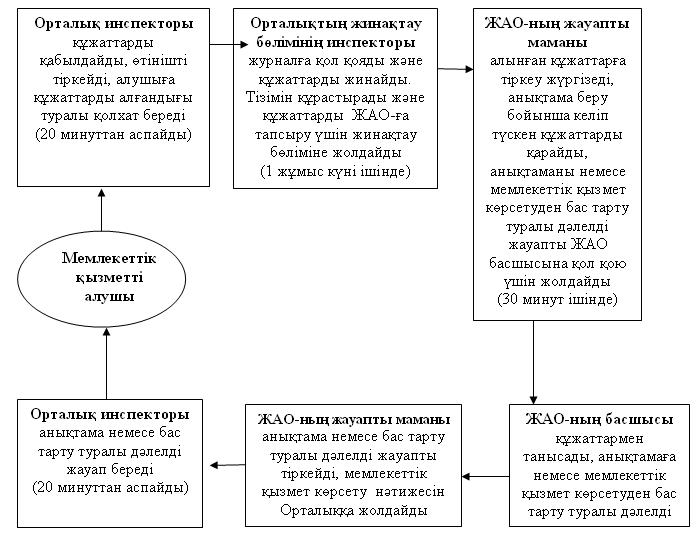 Орталық инспекторы
құжаттарды
қабылдайды, өтінішті
тіркейді, алушыға
құжаттарды алғандығы
туралы қолхат береді
(20 минуттан аспайды)
Орталықтың жинақтау
бөлімінің инспекторы
журналға қол қояды және
құжаттарды жинайды.
Тізімін құрастырады және
құжаттарды ЖАО-ға
тапсыру үшін жинақтау
бөліміне жолдайды
(1 жұмыс күні ішінде)
ЖАО-ның жауапты
маманы
алынған құжаттарға
тіркеу жүргізеді,
анықтама беру
бойынша келіп
түскен құжаттарды
қарайды,
анықтаманы немесе
мемлекеттік қызмет
көрсетуден бас тарту
туралы дәлелді
жауапты ЖАО
басшысына қол қою
үшін жолдайды
(30 минут ішінде)
Мемлекеттік
қызметті
алушы
Орталық инспекторы
анықтама немесе бас
тарту туралы дәлелді
жауап береді
(20 минуттан аспайды)
ЖАО-ның жауапты маманы
анықтама немесе бас тарту
туралы дәлелді жауапты
тіркейді, мемлекеттік
қызмет көрсету нәтижесін
Орталыққа жолдайды
ЖАО-ның басшысы
құжаттармен
танысады, анықтамаға
немесе мемлекеттік
қызмет көрсетуден бас
тарту туралы дәлелді